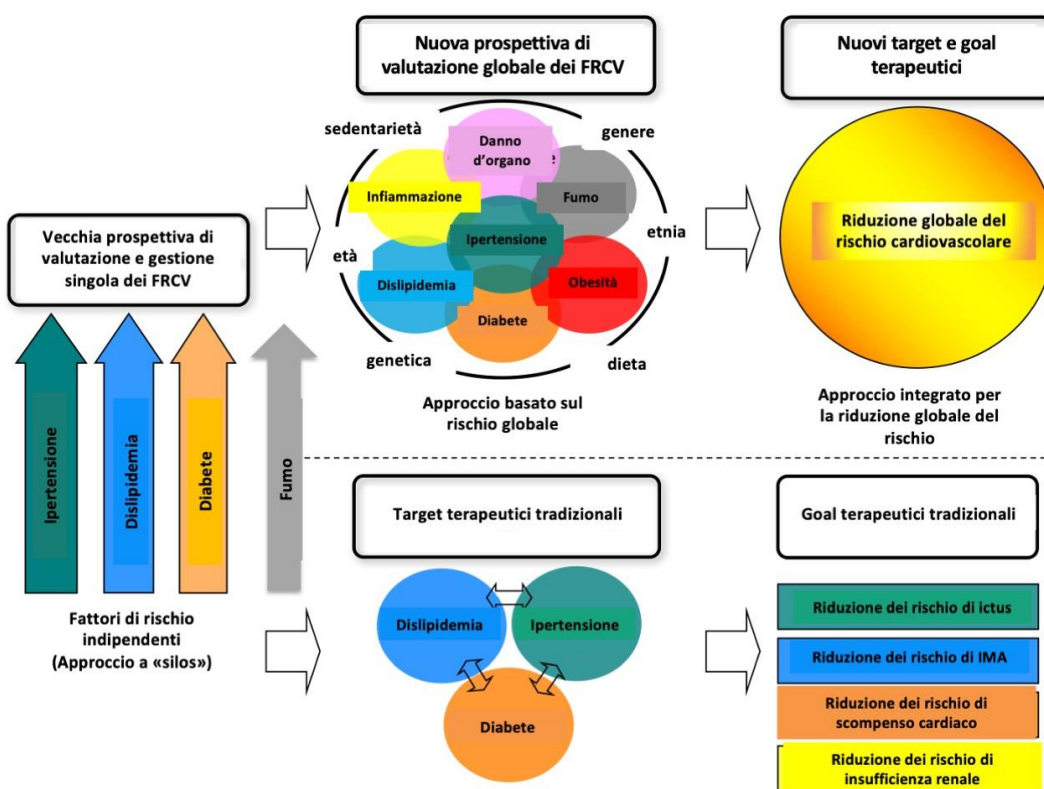 Nuova prospettiva di
valutazione globale dei FRCV
Nuovi target e goal
terapeutici
sedentarietà
genere
Danno
d'organo
e
Infiammazione
Fumo
Ipertensione
etnia
età
Dislipidemia
Obesità
Diabete
genetica
dieta
Riduzione globale del
rischio cardiovascolare
Vecchia prospettiva di
valutazione e gestione
singola dei FRCV
Approccio basato sul
rischio globale
Approccio integrato per
la riduzione globale del
rischio
Ipertensione
Dislipidemia
Diabete
Fumo
Fattori di rischio
indipendenti
(Approccio a «silos»)
Target terapeutici tradizionali
Goal terapeutici tradizionali
Dislipidemia
Ipertensione
Diabete
Riduzione dei rischio di ictus
Riduzione dei rischio di IMA
Riduzione dei rischio di
scompenso cardiaco
Riduzione dei rischio di
insufficienza renale